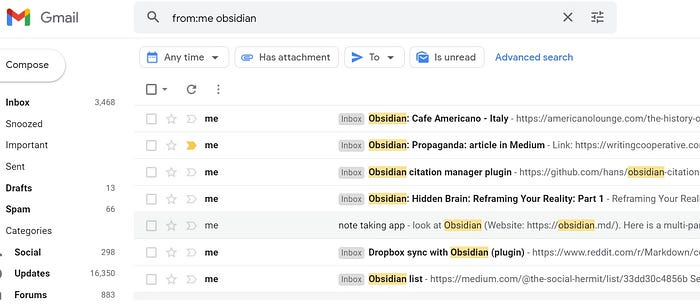 Gmail
from:me obsidian
Any time Has attachment To Is unread Advanced search
Compose
Inbox 3,468
Snoozed
Important
Sent
Drafts 13
Spam 66
Categories
Social 298
Updates 16,350
Forums 883
me Inbox Obsidian: Cafe Americano - Italy - https://americanolounge.com/the-history-o
me Inbox Obsidian: Propaganda: article in Medium - Link: https://writingcooperative.co
me Inbox Obsidian citation manager plugin - https://github.com/hans/obsidian-citation
me Inbox Obsidian: Hidden Brain: Reframing Your Reality: Part 1 - Reframing Your Real
me note taking app - look at Obsidian (Website: https://obsidian.md/). Here is a multi-pa
me Inbox Dropbox sync with Obsidian (plugin) - https://www.reddit.com/r/Markdown/co
me Inbox Obsidian list - https://medium.com/@the-social-hermit/list/33dd30c4856b Se